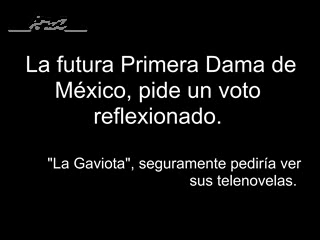 La futura Primera Dama de
México, pide un voto
reflexionado.
"La Gaviota", seguramente pediría ver
sus telenovelas.